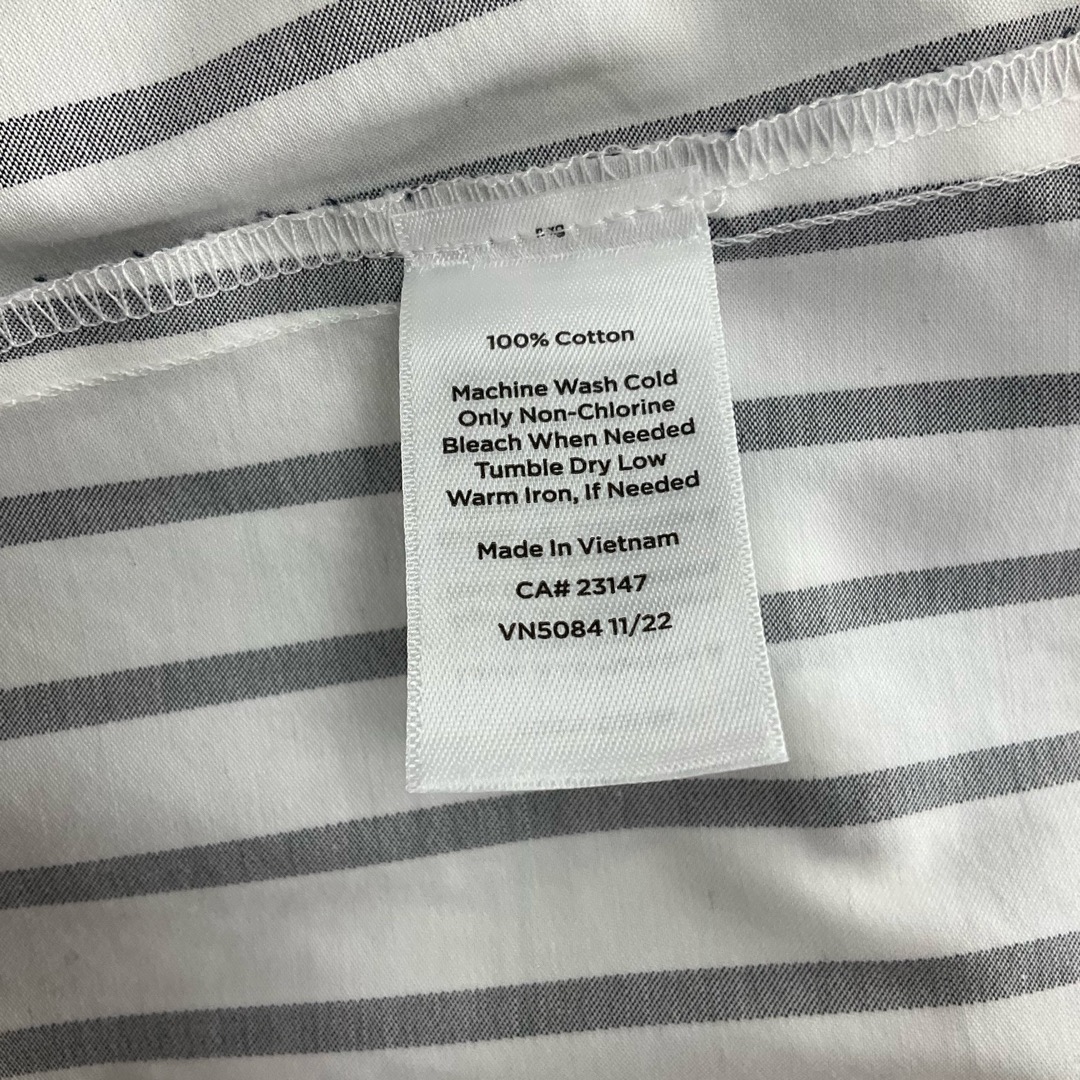 100% Cotton
Machine Wash Cold
Only Non-Chlorine
Bleach When Needed
Tumble Dry Low
Warm Iron, If Needed
Made In Vietnam
CA# 23147
VN5084 11/22